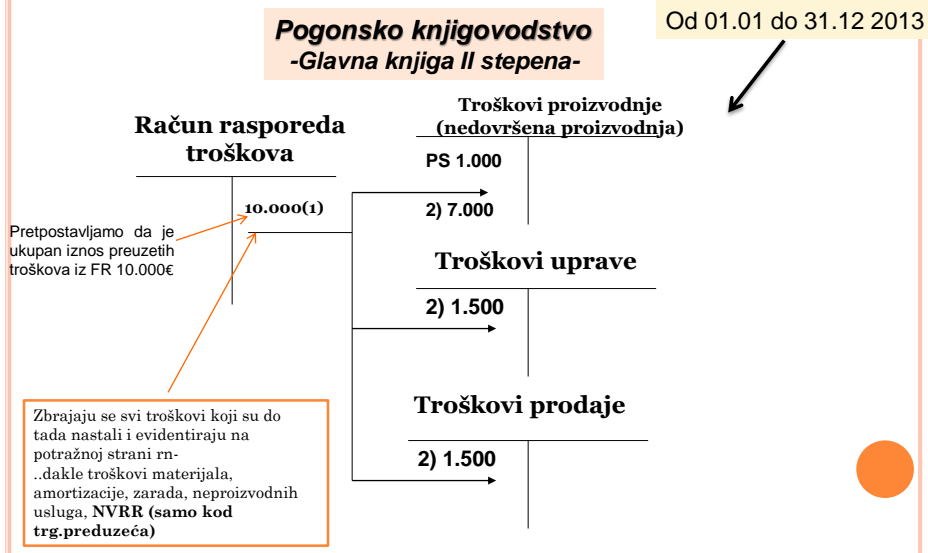 Pogonsko knjigovodstvo
-Glavna knjiga II stepena-
Od 01.01 do 31.12 2013
Račun rasporeda
troškova
10.000(1)
Pretpostavljamo da je
ukupan iznos preuzetih
troškova iz FR 10.000€
Troškovi proizvodnje
(nedovršena proizvodnja)
PS 1.000
2) 7.000
Troškovi uprave
2) 1.500
Troškovi prodaje
2) 1.500
Zbrajaju se svi troškovi koji su do
tada nastali i evidentiraju na
potražnoj strani rn-
..dakle troškovi materijala,
amortizacije, zarada, neproizvodnih
usluga, NVRR (samo kod
trg.preduzeća)